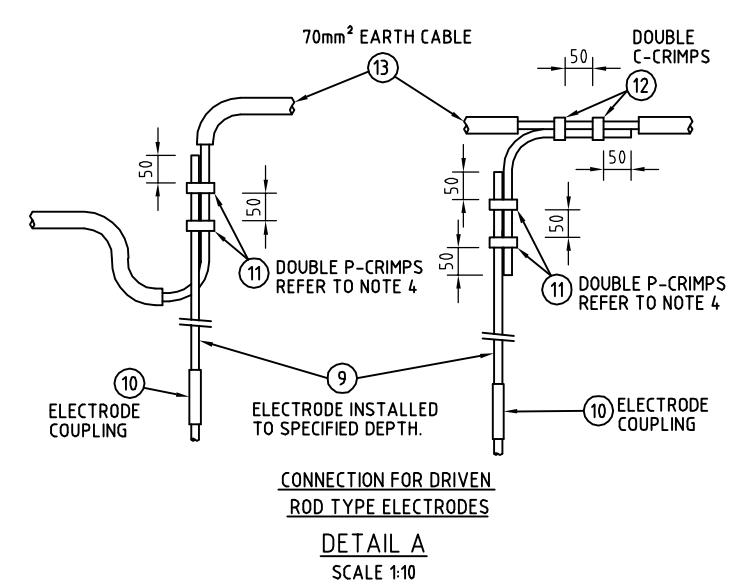 70mm² EARTH CABLE
13
DOUBLE
C-CRIMPS
50
12
50
50
50
11
DOUBLE P-CRIMPS
REFER TO NOTE 4
50
50
50
11
DOUBLE P-CRIMPS
REFER TO NOTE 4
10
ELECTRODE
COUPLING
9
ELECTRODE INSTALLED
TO SPECIFIED DEPTH.
10
ELECTRODE
COUPLING
CONNECTION FOR DRIVEN
ROD TYPE ELECTRODES
DETAIL A
SCALE 1:10